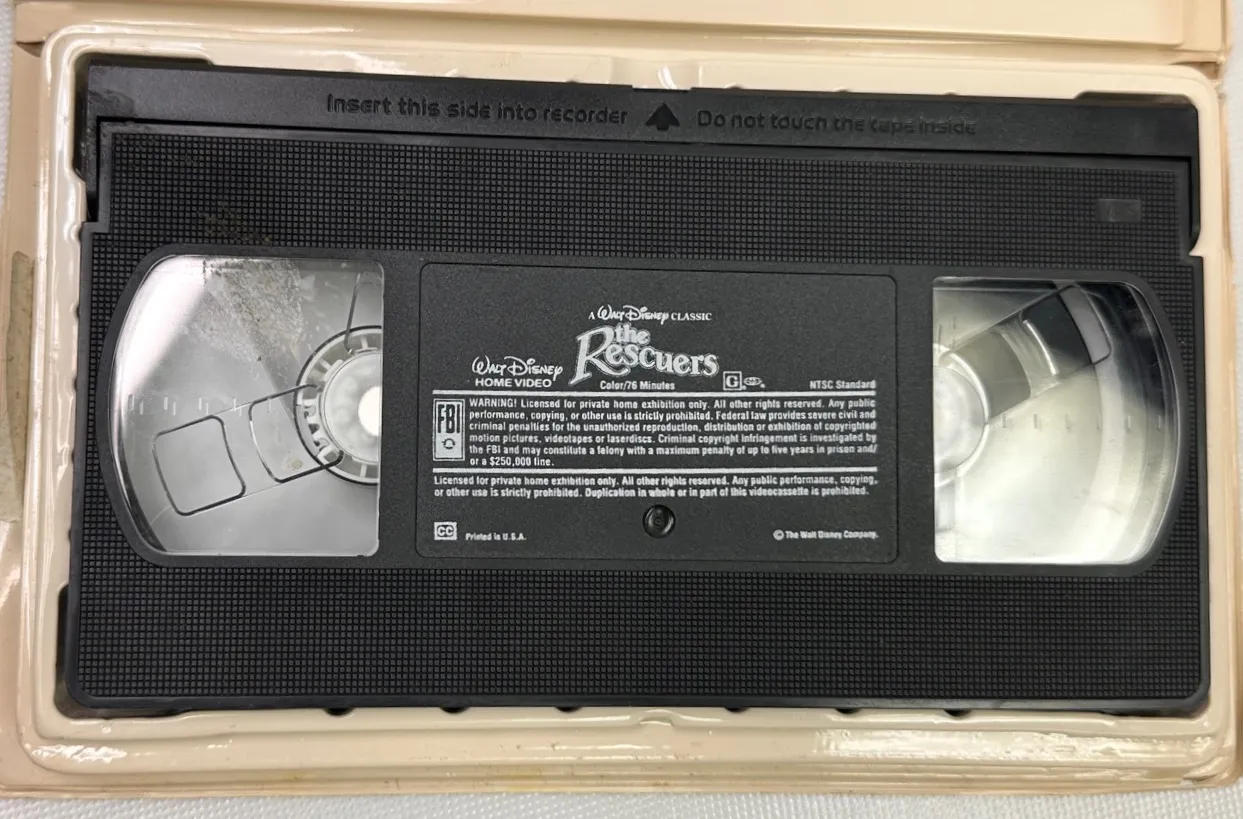 Insert this side into recorder Do not touch the tape inside
A WALT DISNEY CLASSIC
the
Rescuers
WALT DISNEY
HOME VIDEO
Color/76 Minutes
G
NTSC Standard
FBI
WARNING! Licensed for private home exhibition only. All other rights reserved. Any public
performance, copying, or other use is strictly prohibited. Federal law provides severe civil and
criminal penalties for the unauthorized reproduction, distribution or exhibition of copyrighted
motion pictures, videotapes or laserdiscs. Criminal copyright infringement is investigated by
the FBI and may constitute a felony with a maximum penalty of up to five years in prison and/
or a $250,000 fine.
Licensed for private home exhibition only. All other rights reserved. Any public performance, copying,
or other use is strictly prohibited. Duplication in whole or in part of this videocassette is prohibited.
CC Printed in U.S.A.
© The Walt Disney Company.